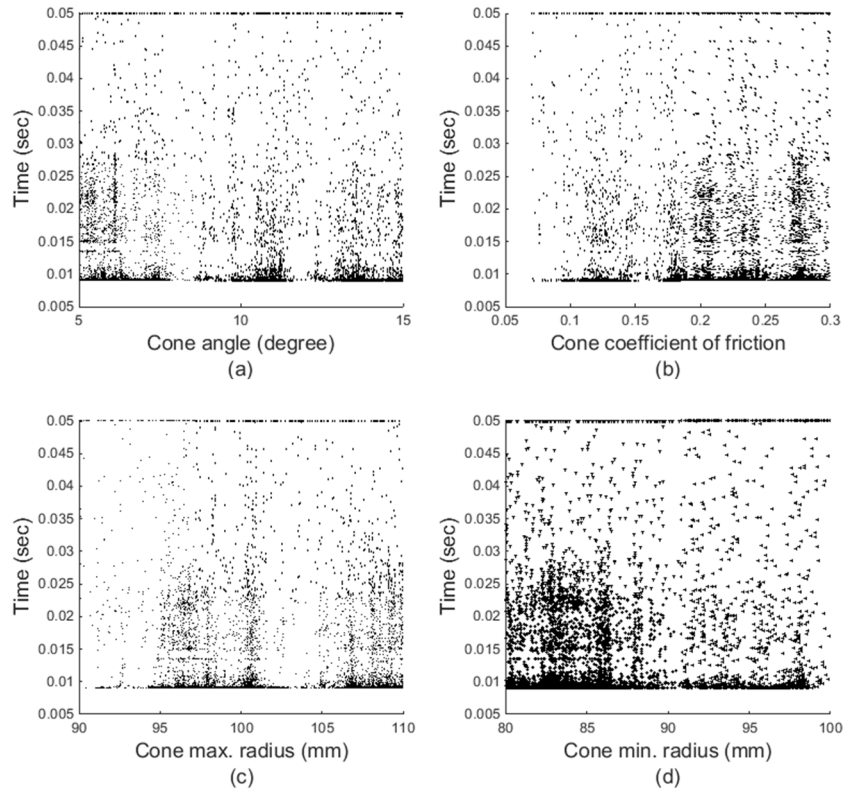 0.05 0.05
0.045 0.045
0.04 0.04
0.035 0.035
0.03 0.03
0.025 0.025
0.02 0.02
0.015 0.015
0.01 0.01
0.005 0.005
Time (sec) Time (sec)
5 10 15 0.05 0.1 0.15 0.2 0.25 0.3
Cone angle (degree) Cone coefficient of friction
(a) (b)
0.05 0.05
0.045 0.045
0.04 0.04
0.035 0.035
0.03 0.03
0.025 0.025
0.02 0.02
0.015 0.015
0.01 0.01
0.005 0.005
Time (sec) Time (sec)
90 95 100 105 110 80 85 90 95 100
Cone max. radius (mm) Cone min. radius (mm)
(c) (d)